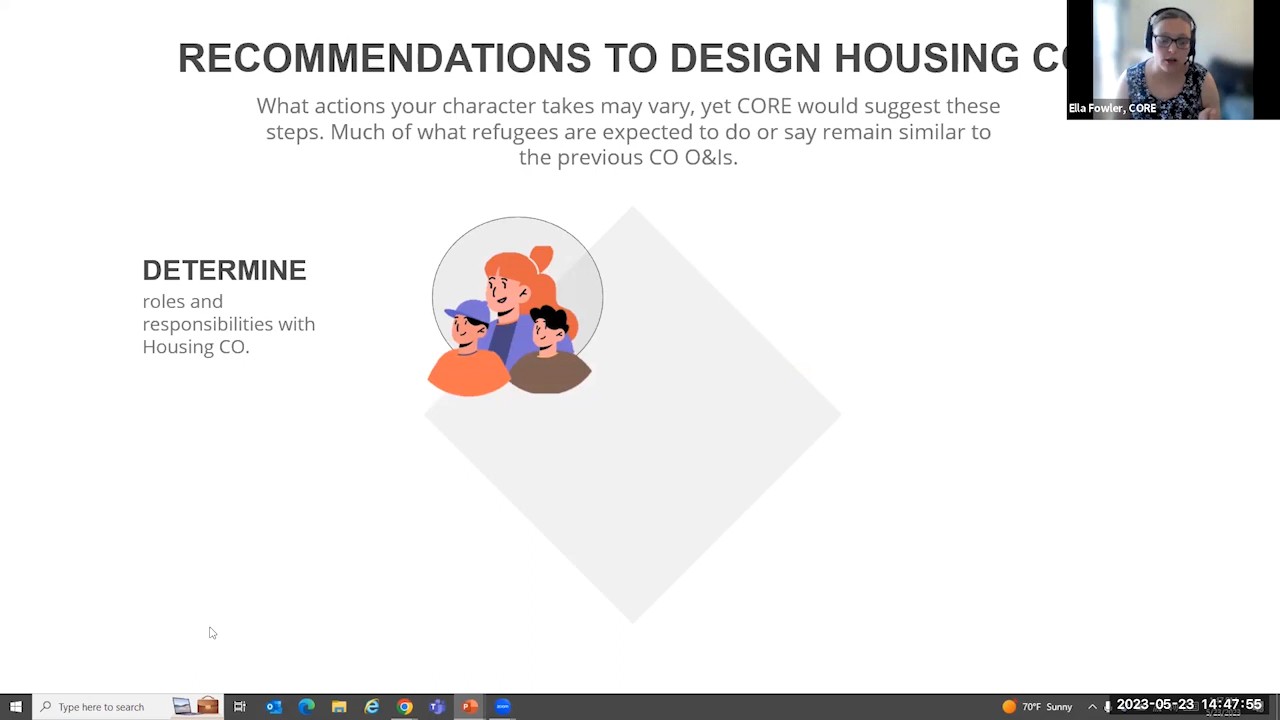 RECOMMENDATIONS TO DESIGN HOUSING CO
What actions your character takes may vary, yet CORE would suggest these
steps. Much of what refugees are expected to do or say remain similar to
the previous CO O&Is.
Ella Fowler, CORE
DETERMINE
roles and
responsibilities with
Housing CO.
Type here to search
70°F Sunny
2023-05-23 14:47:55